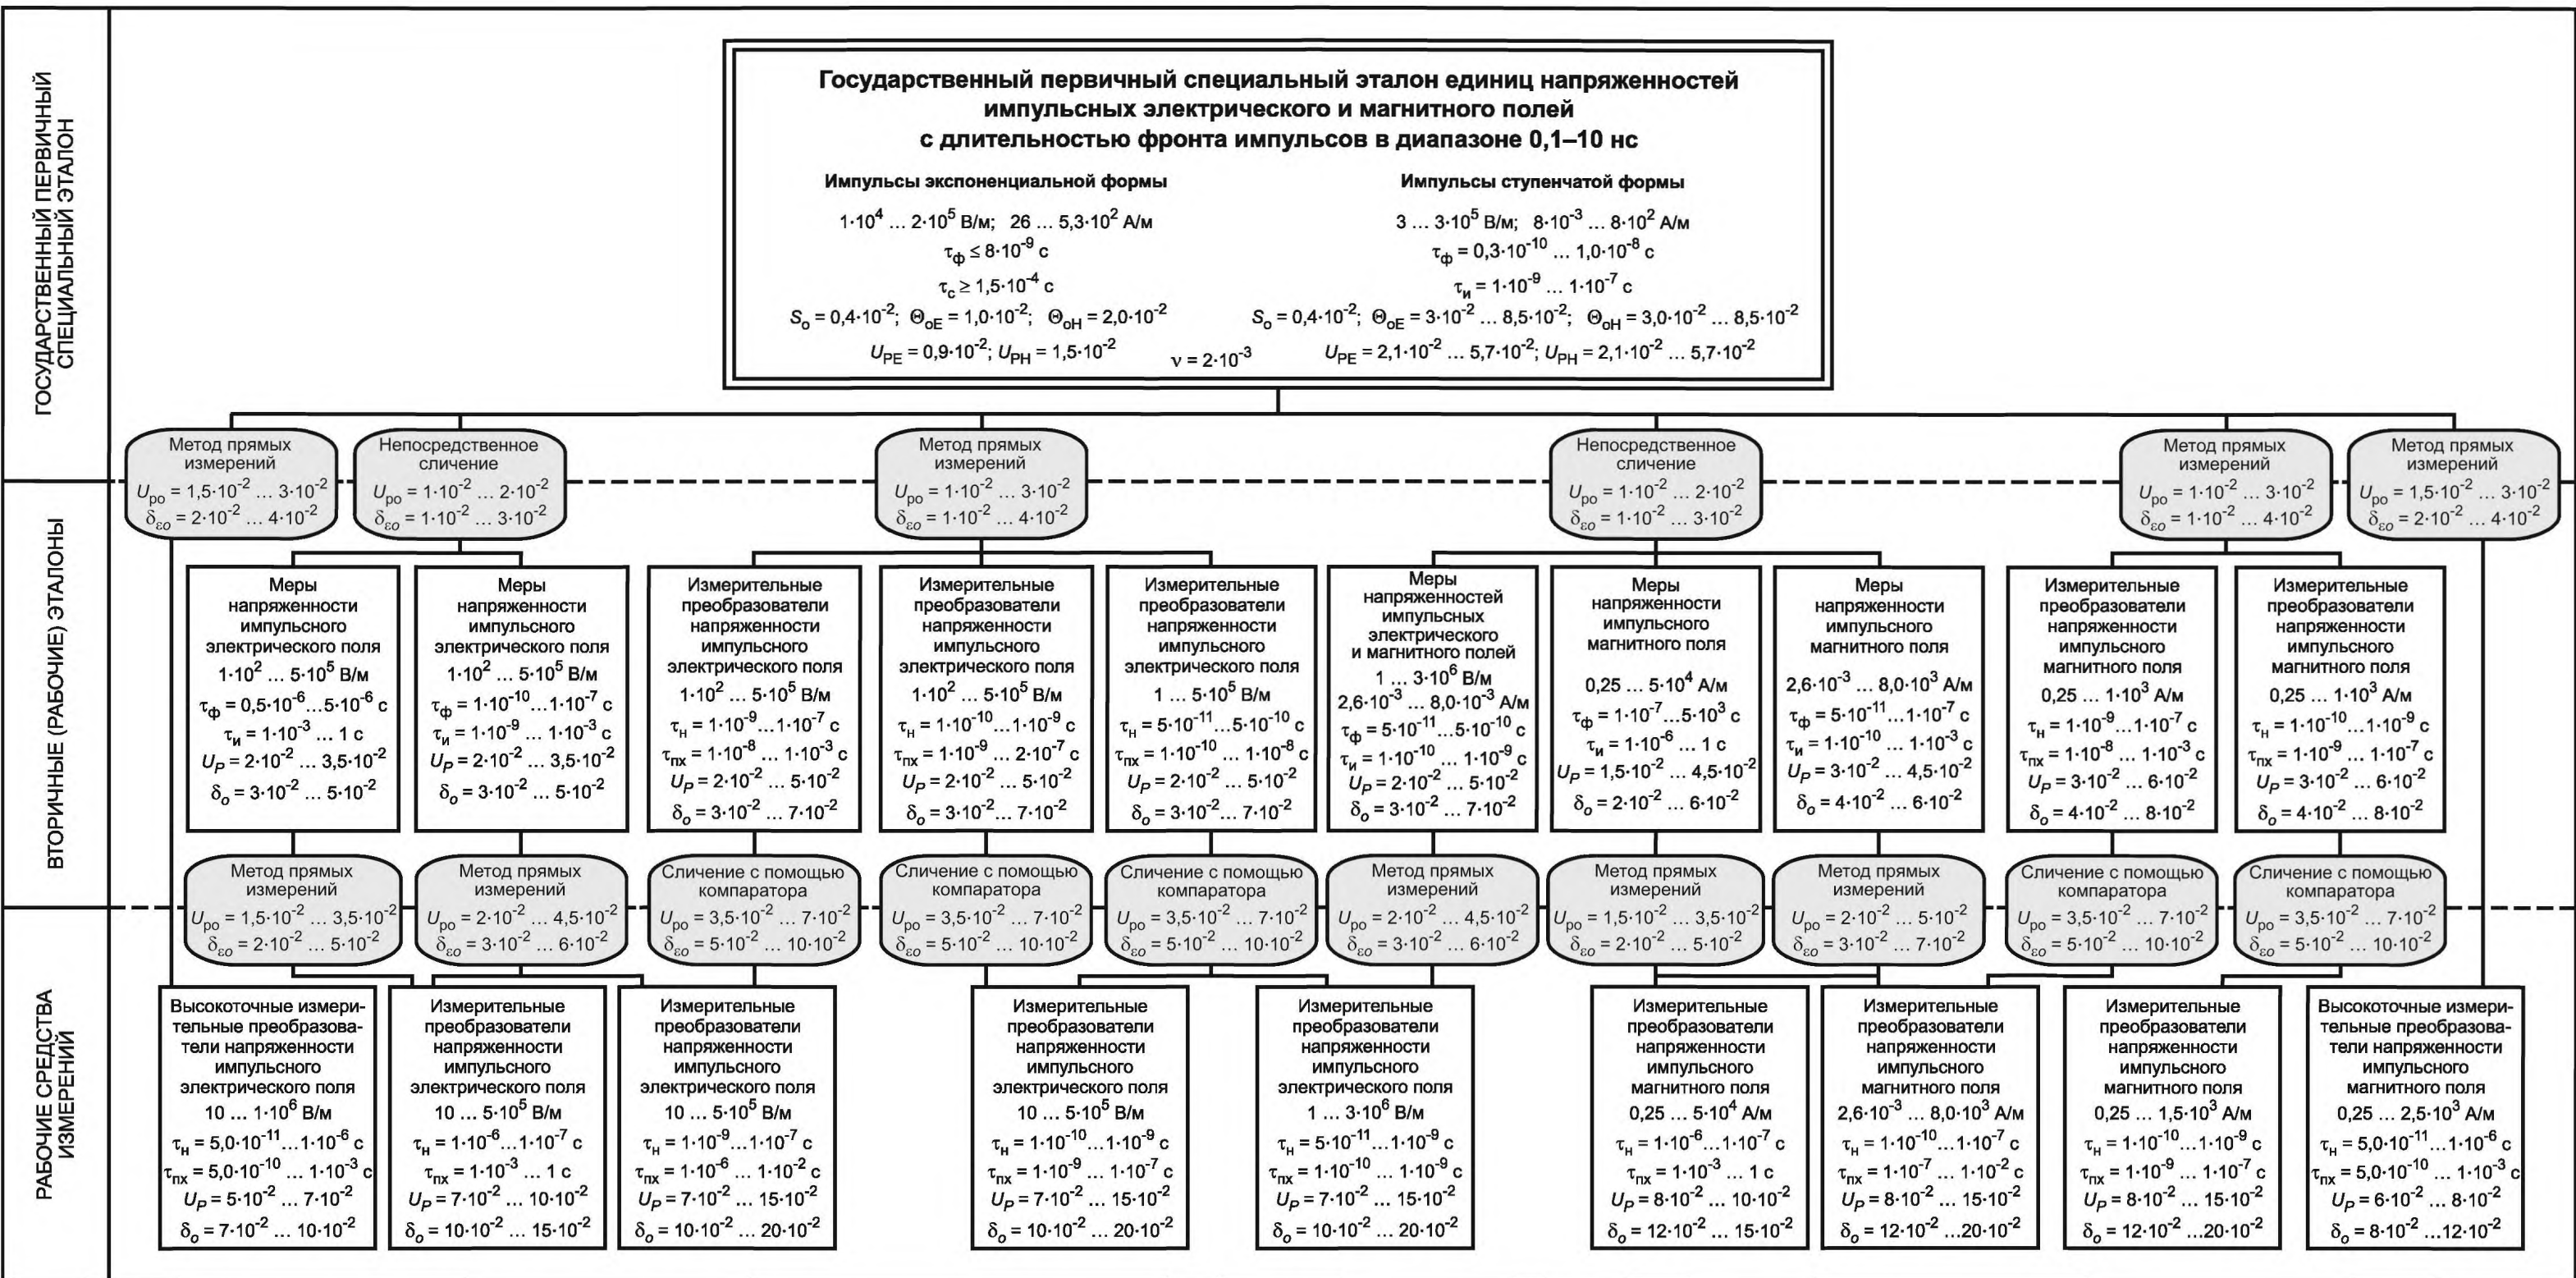 ГОСУДАРСТВЕННЫЙ ПЕРВИЧНЫЙ
СПЕЦИАЛЬНЫЙ ЭТАЛОН
Государственный первичный специальный эталон единиц напряженностей
импульсных электрического и магнитного полей
с длительностью фронта импульсов в диапазоне 0,1–10 нс
Импульсы экспоненциальной формы
1·10⁴ ... 2·10⁵ В/м; 26 ... 5,3·10² А/м
τф ≤ 8·10⁻⁹ с
τс ≥ 1,5·10⁻⁴ с
Sо = 0,4·10⁻²; ΘоЕ = 1,0·10⁻²; ΘоН = 2,0·10⁻²
UРЕ = 0,9·10⁻²; UРН = 1,5·10⁻²
Импульсы ступенчатой формы
3 ... 3·10⁵ В/м; 8·10⁻³ ... 8·10² А/м
τф = 0,3·10⁻¹⁰ ... 1,0·10⁻⁸ с
τи = 1·10⁻⁹ ... 1·10⁻⁷ с
Sо = 0,4·10⁻²; ΘоЕ = 3·10⁻² ... 8,5·10⁻²; ΘоН = 3,0·10⁻² ... 8,5·10⁻²
UРЕ = 2,1·10⁻² ... 5,7·10⁻²; UРН = 2,1·10⁻² ... 5,7·10⁻²
ν = 2·10⁻³
Метод прямых
измерений
Uро = 1,5·10⁻² ... 3·10⁻²
δεо = 2·10⁻² ... 4·10⁻²
Непосредственное
сличение
Uро = 1·10⁻² ... 2·10⁻²
δεо = 1·10⁻² ... 3·10⁻²
Метод прямых
измерений
Uро = 1·10⁻² ... 3·10⁻²
δεо = 1·10⁻² ... 4·10⁻²
Непосредственное
сличение
Uро = 1·10⁻² ... 2·10⁻²
δεо = 1·10⁻² ... 3·10⁻²
Метод прямых
измерений
Uро = 1·10⁻² ... 3·10⁻²
δεо = 1·10⁻² ... 4·10⁻²
Метод прямых
измерений
Uро = 1,5·10⁻² ... 3·10⁻²
δεо = 2·10⁻² ... 4·10⁻²
ВТОРИЧНЫЕ (РАБОЧИЕ) ЭТАЛОНЫ
Меры
напряженности
импульсного
электрического поля
1·10² ... 5·10⁵ В/м
τф = 0,5·10⁻⁶...5·10⁻⁶ с
τи = 1·10⁻³ ... 1 с
UР = 2·10⁻² ... 3,5·10⁻²
δо = 3·10⁻² ... 5·10⁻²
Меры
напряженности
импульсного
электрического поля
1·10² ... 5·10⁵ В/м
τф = 1·10⁻¹⁰...1·10⁻⁷ с
τи = 1·10⁻⁹ ... 1·10⁻³ с
UР = 2·10⁻² ... 3,5·10⁻²
δо = 3·10⁻² ... 5·10⁻²
Измерительные
преобразователи
напряженности
импульсного
электрического поля
1·10² ... 5·10⁵ В/м
τн = 1·10⁻⁹...1·10⁻⁷ с
τпх = 1·10⁻⁸ ... 1·10⁻³ с
UР = 2·10⁻² ... 5·10⁻²
δо = 3·10⁻² ... 7·10⁻²
Измерительные
преобразователи
напряженности
импульсного
электрического поля
1·10² ... 5·10⁵ В/м
τн = 1·10⁻¹⁰...1·10⁻⁹ с
τпх = 1·10⁻⁹ ... 2·10⁻⁷ с
UР = 2·10⁻² ... 5·10⁻²
δо = 3·10⁻² ... 7·10⁻²
Измерительные
преобразователи
напряженности
импульсного
электрического поля
1 ... 5·10⁵ В/м
τн = 5·10⁻¹¹...5·10⁻¹⁰ с
τпх = 1·10⁻¹⁰ ... 1·10⁻⁸ с
UР = 2·10⁻² ... 5·10⁻²
δо = 3·10⁻² ... 7·10⁻²
Меры
напряженностей
импульсных
электрического
и магнитного полей
1 ... 3·10⁶ В/м
2,6·10⁻³ ... 8,0·10⁻³ А/м
τф = 5·10⁻¹¹...5·10⁻¹⁰ с
τи = 1·10⁻¹⁰ ... 1·10⁻⁹ с
UР = 2·10⁻² ... 5·10⁻²
δо = 3·10⁻² ... 7·10⁻²
Меры
напряженности
импульсного
магнитного поля
0,25 ... 5·10⁴ А/м
τф = 1·10⁻⁷...5·10³ с
τи = 1·10⁻⁶ ... 1 с
UР = 1,5·10⁻² ... 4,5·10⁻²
δо = 2·10⁻² ... 6·10⁻²
Меры
напряженности
импульсного
магнитного поля
2,6·10⁻³ ... 8,0·10³ А/м
τф = 5·10⁻¹¹...1·10⁻⁷ с
τи = 1·10⁻¹⁰ ... 1·10⁻³ с
UР = 3·10⁻² ... 4,5·10⁻²
δо = 4·10⁻² ... 6·10⁻²
Измерительные
преобразователи
напряженности
импульсного
магнитного поля
0,25 ... 1·10³ А/м
τн = 1·10⁻⁹...1·10⁻⁷ с
τпх = 1·10⁻⁸ ... 1·10⁻³ с
UР = 3·10⁻² ... 6·10⁻²
δо = 4·10⁻² ... 8·10⁻²
Измерительные
преобразователи
напряженности
импульсного
магнитного поля
0,25 ... 1·10³ А/м
τн = 1·10⁻¹⁰...1·10⁻⁹ с
τпх = 1·10⁻⁹ ... 1·10⁻⁷ с
UР = 3·10⁻² ... 6·10⁻²
δо = 4·10⁻² ... 8·10⁻²
Метод прямых
измерений
Uро = 1,5·10⁻² ... 3,5·10⁻²
δεо = 2·10⁻² ... 5·10⁻²
Метод прямых
измерений
Uро = 2·10⁻² ... 4,5·10⁻²
δεо = 3·10⁻² ... 6·10⁻²
Сличение с помощью
компаратора
Uро = 3,5·10⁻² ... 7·10⁻²
δεо = 5·10⁻² ... 10·10⁻²
Сличение с помощью
компаратора
Uро = 3,5·10⁻² ... 7·10⁻²
δεо = 5·10⁻² ... 10·10⁻²
Сличение с помощью
компаратора
Uро = 3,5·10⁻² ... 7·10⁻²
δεо = 5·10⁻² ... 10·10⁻²
Метод прямых
измерений
Uро = 2·10⁻² ... 4,5·10⁻²
δεо = 3·10⁻² ... 6·10⁻²
Метод прямых
измерений
Uро = 1,5·10⁻² ... 3,5·10⁻²
δεо = 2·10⁻² ... 5·10⁻²
Метод прямых
измерений
Uро = 2·10⁻² ... 5·10⁻²
δεо = 3·10⁻² ... 7·10⁻²
Сличение с помощью
компаратора
Uро = 3,5·10⁻² ... 7·10⁻²
δεо = 5·10⁻² ... 10·10⁻²
Сличение с помощью
компаратора
Uро = 3,5·10⁻² ... 7·10⁻²
δεо = 5·10⁻² ... 10·10⁻²
РАБОЧИЕ СРЕДСТВА
ИЗМЕРЕНИЙ
Высокоточные измери-
тельные преобразова-
тели напряженности
импульсного
электрического поля
10 ... 1·10⁶ В/м
τн = 5,0·10⁻¹¹...1·10⁻⁶ с
τпх = 5,0·10⁻¹⁰ ... 1·10⁻³ с
UР = 5·10⁻² ... 7·10⁻²
δо = 7·10⁻² ... 10·10⁻²
Измерительные
преобразователи
напряженности
импульсного
электрического поля
10 ... 5·10⁵ В/м
τн = 1·10⁻⁶...1·10⁻⁷ с
τпх = 1·10⁻³ ... 1 с
UР = 7·10⁻² ... 10·10⁻²
δо = 10·10⁻² ... 15·10⁻²
Измерительные
преобразователи
напряженности
импульсного
электрического поля
10 ... 5·10⁵ В/м
τн = 1·10⁻⁹...1·10⁻⁷ с
τпх = 1·10⁻⁶ ... 1·10⁻² с
UР = 7·10⁻² ... 15·10⁻²
δо = 10·10⁻² ... 20·10⁻²
Измерительные
преобразователи
напряженности
импульсного
электрического поля
10 ... 5·10⁵ В/м
τн = 1·10⁻¹⁰...1·10⁻⁹ с
τпх = 1·10⁻⁹ ... 1·10⁻⁷ с
UР = 7·10⁻² ... 15·10⁻²
δо = 10·10⁻² ... 20·10⁻²
Измерительные
преобразователи
напряженности
импульсного
электрического поля
1 ... 3·10⁶ В/м
τн = 5·10⁻¹¹...1·10⁻⁹ с
τпх = 1·10⁻¹⁰ ... 1·10⁻⁹ с
UР = 7·10⁻² ... 15·10⁻²
δо = 10·10⁻² ... 20·10⁻²
Измерительные
преобразователи
напряженности
импульсного
магнитного поля
0,25 ... 5·10⁴ А/м
τн = 1·10⁻⁶...1·10⁻⁷ с
τпх = 1·10⁻³ ... 1 с
UР = 8·10⁻² ... 10·10⁻²
δо = 12·10⁻² ... 15·10⁻²
Измерительные
преобразователи
напряженности
импульсного
магнитного поля
2,6·10⁻³ ... 8,0·10³ А/м
τн = 1·10⁻¹⁰...1·10⁻⁷ с
τпх = 1·10⁻⁷ ... 1·10⁻² с
UР = 8·10⁻² ... 15·10⁻²
δо = 12·10⁻² ...20·10⁻²
Измерительные
преобразователи
напряженности
импульсного
магнитного поля
0,25 ... 1,5·10³ А/м
τн = 1·10⁻¹⁰...1·10⁻⁹ с
τпх = 1·10⁻⁹ ... 1·10⁻⁷ с
UР = 8·10⁻² ... 15·10⁻²
δо = 12·10⁻² ...20·10⁻²
Высокоточные измери-
тельные преобразова-
тели напряженности
импульсного
магнитного поля
0,25 ... 2,5·10³ А/м
τн = 5,0·10⁻¹¹...1·10⁻⁶ с
τпх = 5,0·10⁻¹⁰ ... 1·10⁻³ с
UР = 6·10⁻² ... 8·10⁻²
δо = 8·10⁻² ...12·10⁻²